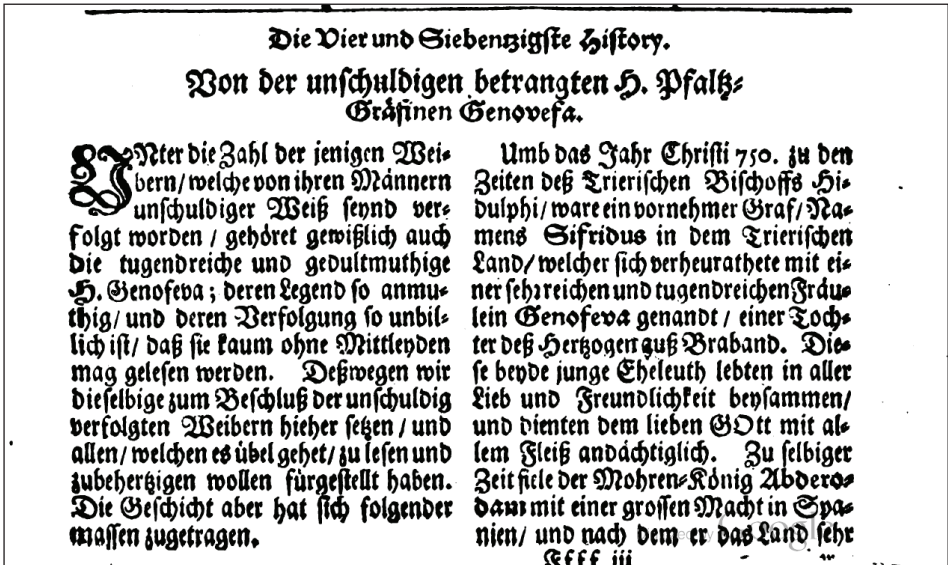 Die Vier und Siebentzigste History.
Von der unschuldigen betrangten H. Pfaltz-
Gräfinen Genovefa.
UNter die Zahl der jenigen Wei-
bern/ welche von ihren Männern
unschuldiger Weiß seynd ver-
folgt worden / gehöret gewißlich auch
die tugendreiche und gedultmuthige
H. Genofeva; deren Legend so anmu-
thig/ und deren Verfolgung so unbil-
lich ist/ daß sie kaum ohne Mittleyden
mag gelesen werden. Deßwegen wir
dieselbige zum Beschluß der unschuldig
verfolgten Weibern hieher setzen / und
allen/ welchen es übel gehet/ zu lesen und
zubehertzigen wollen fürgestellt haben.
Die Geschicht aber hat sich folgender
massen zugetragen.
Umb das Jahr Christi 750. zu den
Zeiten deß Trierischen Bischoffs Hi-
dulphi/ ware ein vornehmer Graf/ Na-
mens Sifridus in dem Trierischen
Land/ welcher sich verheurathete mit ei-
ner sehr reichen und tugendreichen Fräu-
lein Genofeva genandt / einer Toch-
ter deß Hertzogen auß Braband. Die-
se beyde junge Eheleuth lebten in aller
Lieb und Freundlichkeit beysammen/
und dienten dem lieben GOtt mit al-
lem Fleiß andächtiglich. Zu selbiger
Zeit fiele der Mohren-König Abdero-
dam mit einer grossen Macht in Spa-
nien/ und nach dem er das Land sehr
Ffff iij
Google